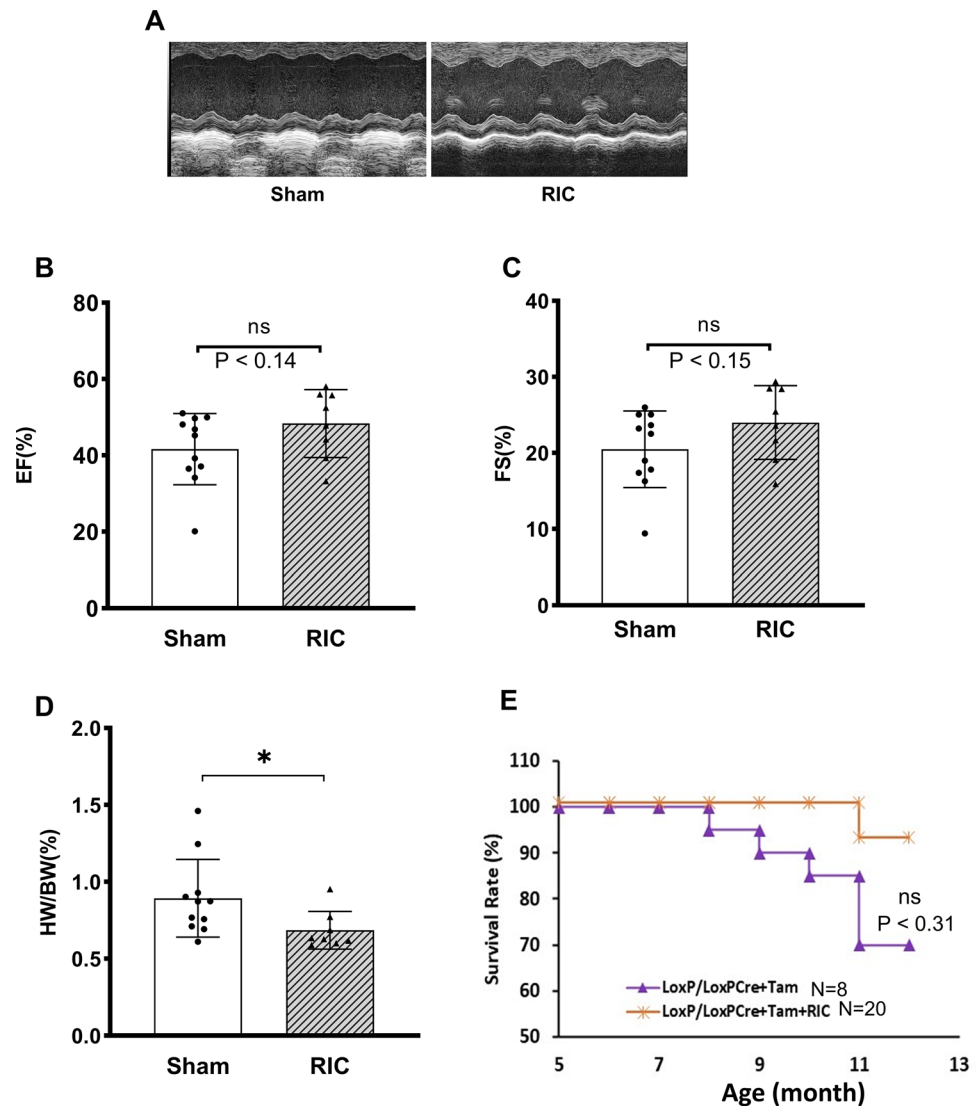 A
Sham
RIC
B
EF(%)
80
60
40
20
0
ns
P < 0.14
Sham
RIC
C
FS(%)
40
30
20
10
0
ns
P < 0.15
Sham
RIC
D
HW/BW(%)
2.0
1.5
1.0
0.5
0.0
*
Sham
RIC
E
Survival Rate (%)
110
100
90
80
70
60
50
ns
P < 0.31
LoxP/LoxPCre+Tam N=8
LoxP/LoxPCre+Tam+RIC N=20
5
7
9
11
13
Age (month)